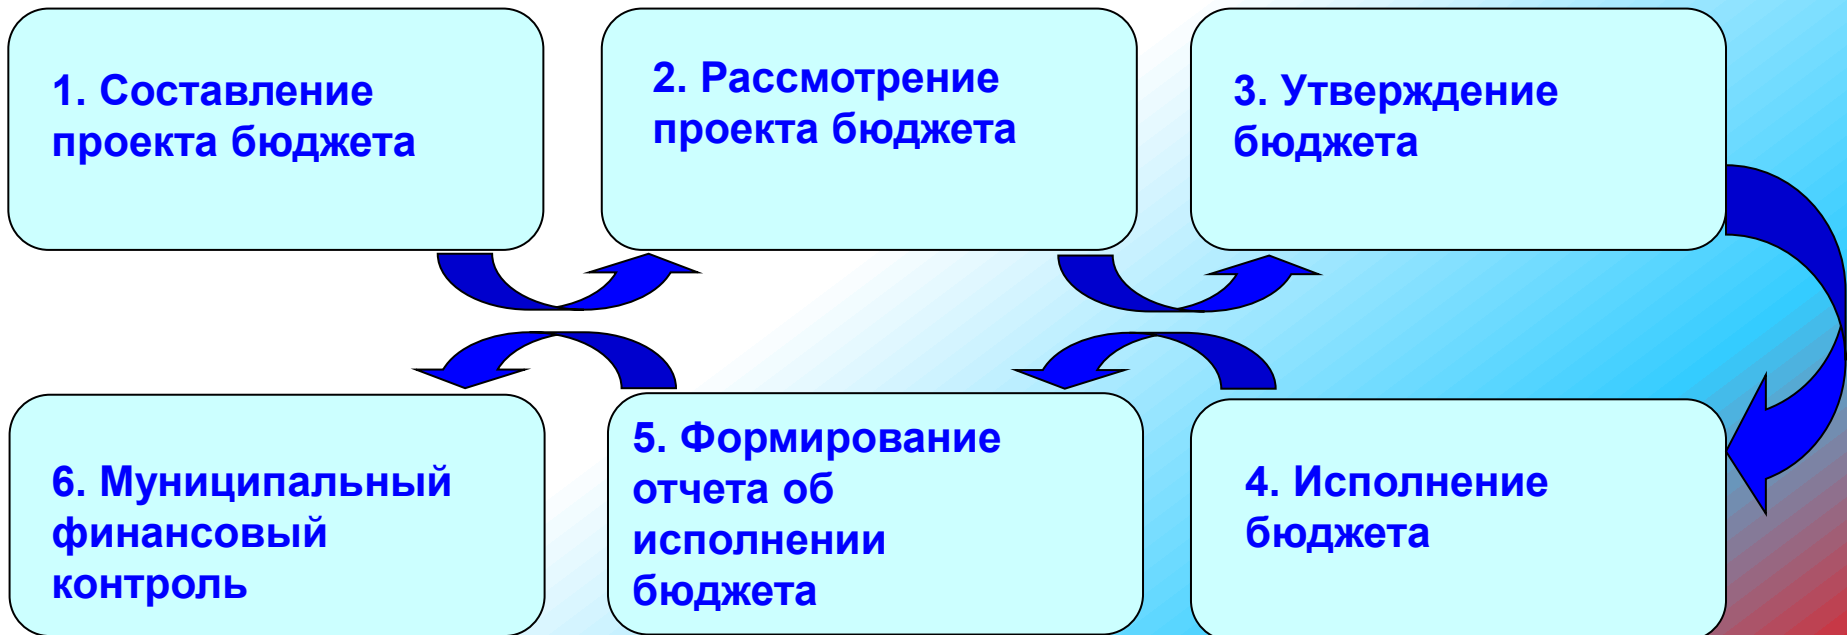 1. Составление
проекта бюджета
2. Рассмотрение
проекта бюджета
3. Утверждение
бюджета
4. Исполнение
бюджета
5. Формирование
отчета об
исполнении
бюджета
6. Муниципальный
финансовый
контроль